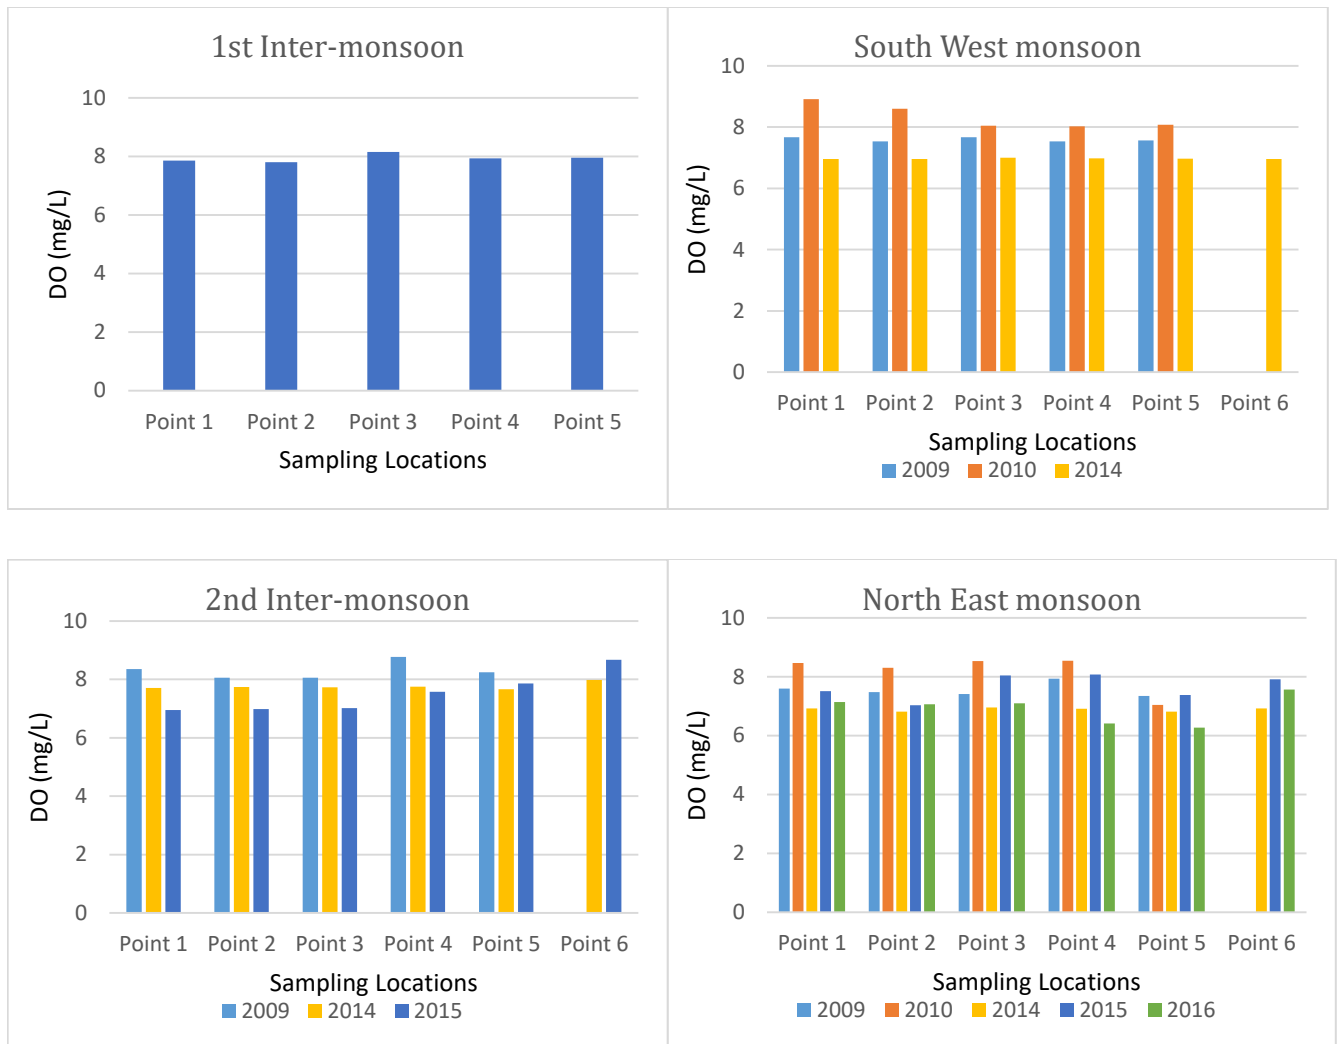 1st Inter-monsoon
10
8
6
4
2
0
DO (mg/L)
Point 1 Point 2 Point 3 Point 4 Point 5
Sampling Locations
South West monsoon
10
8
6
4
2
0
DO (mg/L)
Point 1 Point 2 Point 3 Point 4 Point 5 Point 6
Sampling Locations
2009 2010 2014
2nd Inter-monsoon
10
8
6
4
2
0
DO (mg/L)
Point 1 Point 2 Point 3 Point 4 Point 5 Point 6
Sampling Locations
2009 2014 2015
North East monsoon
10
8
6
4
2
0
DO (mg/L)
Point 1 Point 2 Point 3 Point 4 Point 5 Point 6
Sampling Locations
2009 2010 2014 2015 2016